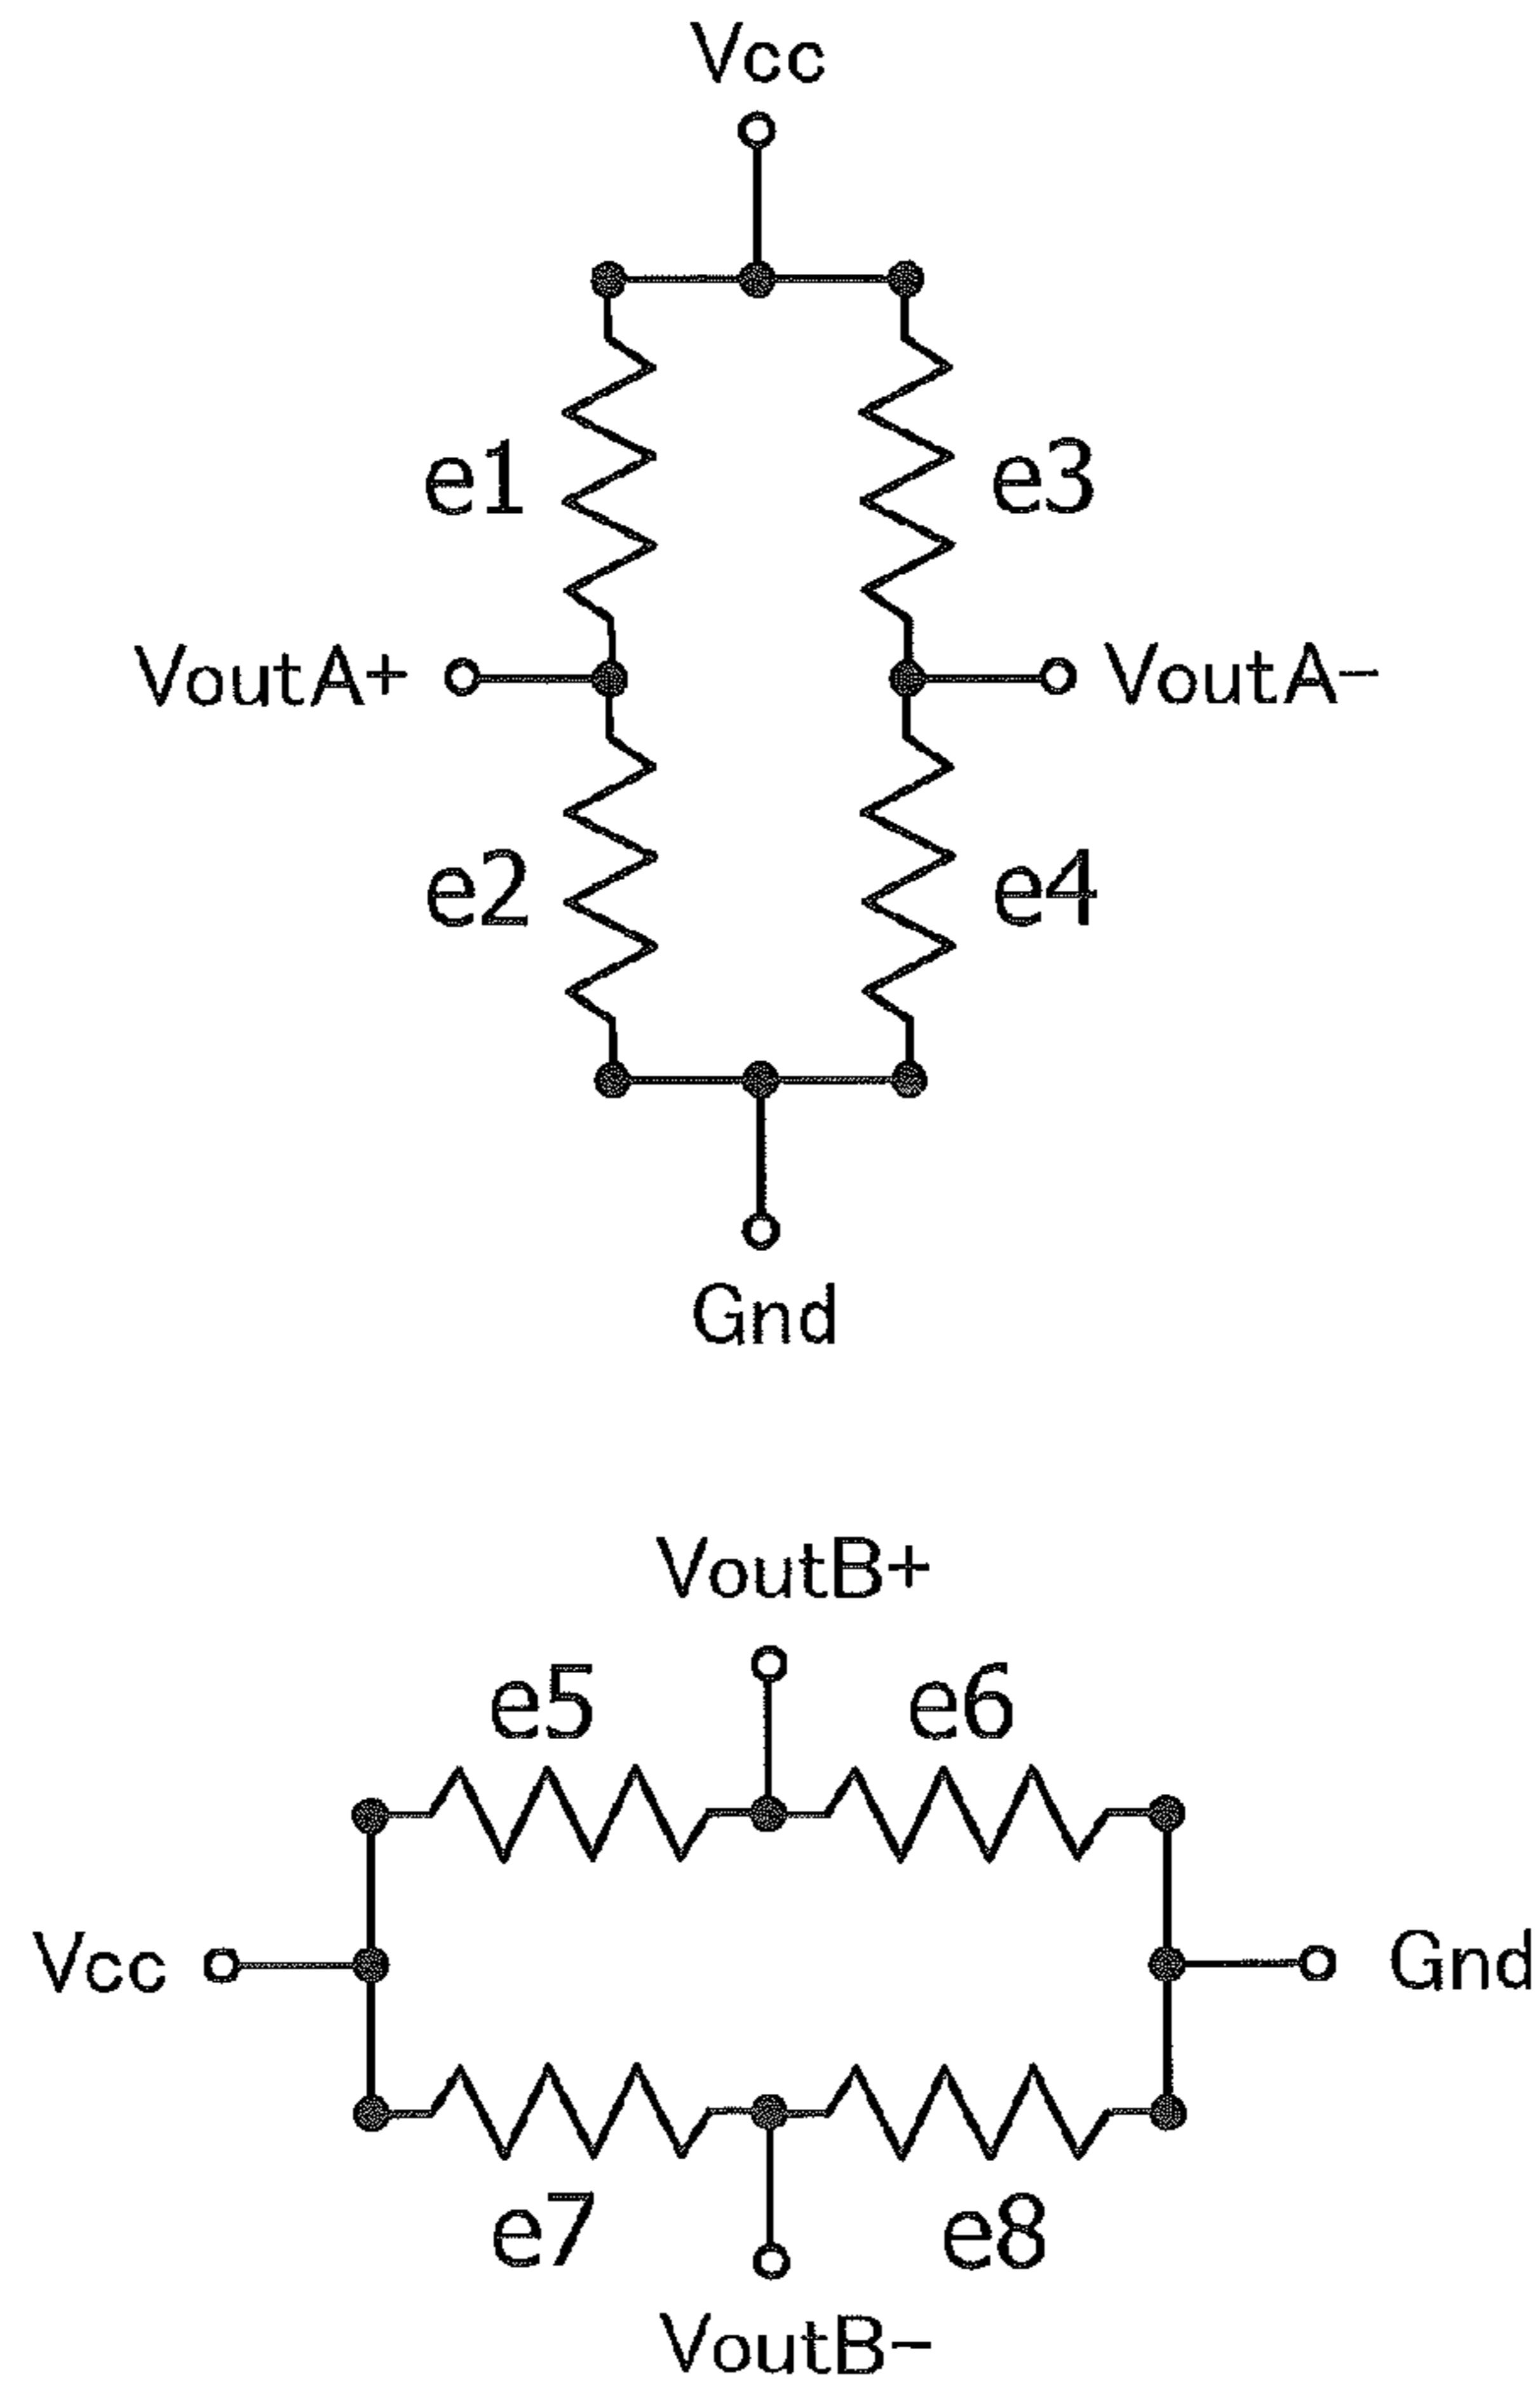 Vcc
e1
e3
VoutA+
VoutA-
e2
e4
Gnd
VoutB+
e5
e6
Vcc
Gnd
e7
e8
VoutB-